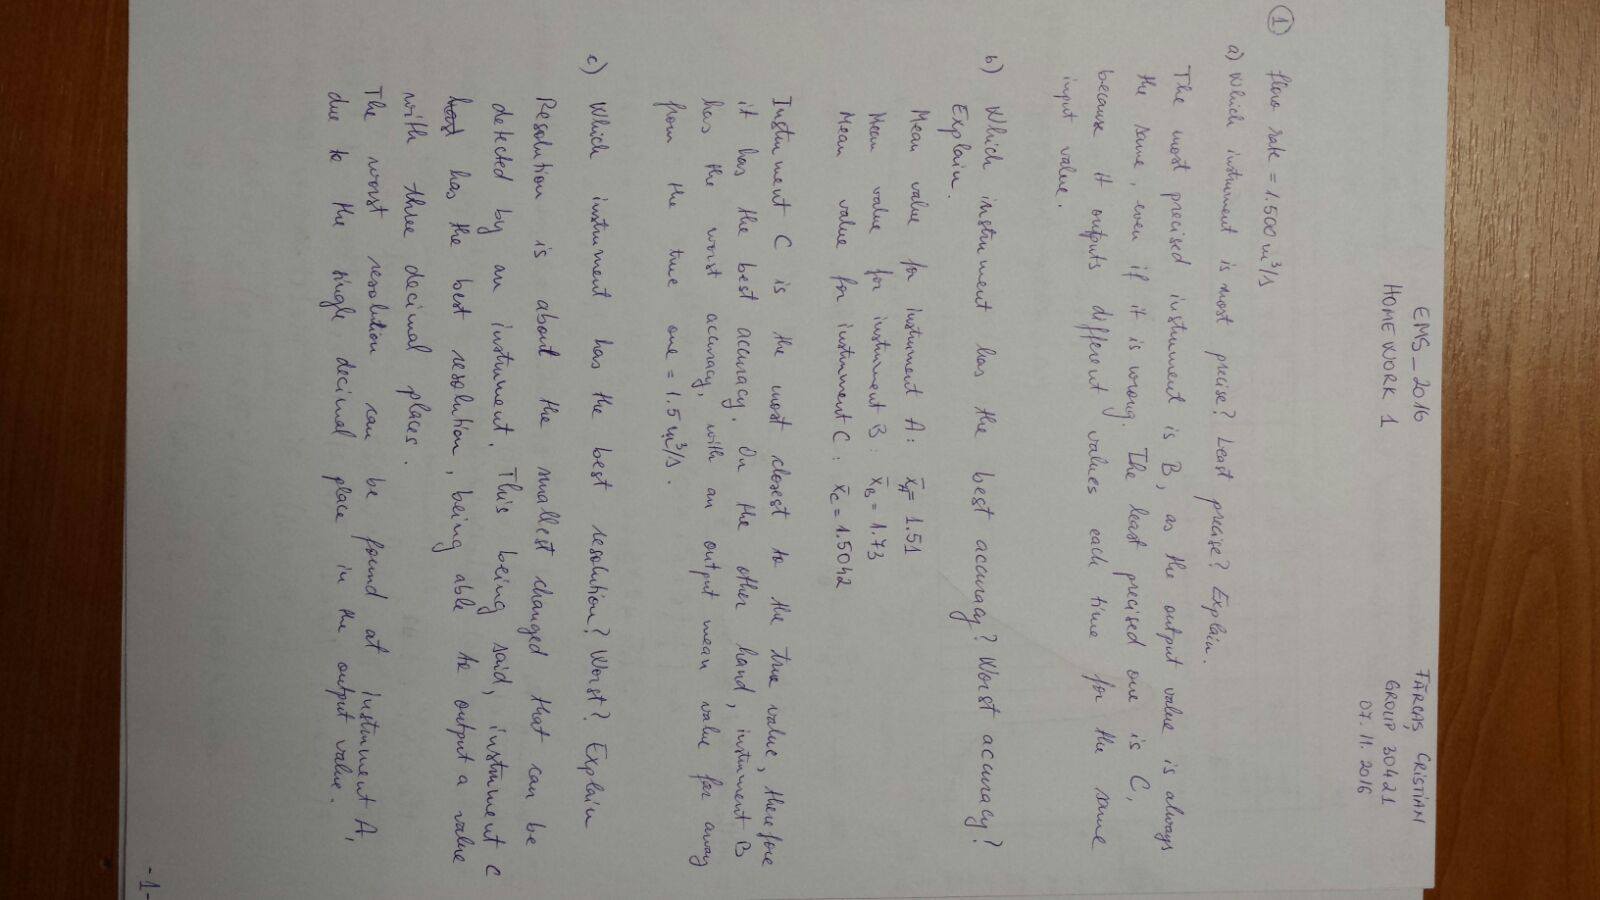 EMS_2016
HOMEWORK 1
FĂRCAȘ CRISTIAN
GROUP 30421
07.11.2016
1 flow rate = 1.500 m³/s
a) Which instrument is most precise? Least precise? Explain.
The most precised instrument is B, as the output value is always
the same, even if it is wrong. The least precised one is C,
because it outputs different values each time for the same
input value.
b) Which instrument has the best accuracy? Worst accuracy?
Explain.
Mean value for instrument A: x̄_A = 1.51
Mean value for instrument B: x̄_B = 1.73
Mean value for instrument C: x̄_C = 1.5042
Instrument C is the most closest to the true value, therefore
it has the best accuracy. On the other hand, instrument B
has the worst accuracy, with an output mean value far away
from the true one = 1.5 m³/s.
c) Which instrument has the best resolution? Worst? Explain
Resolution is about the smallest changed that can be
detected by an instrument. This being said, instrument C
has the best resolution, being able to output a value
with three decimal places.
The worst resolution can be found at instrument A,
due to the single decimal place in the output value.
-1-